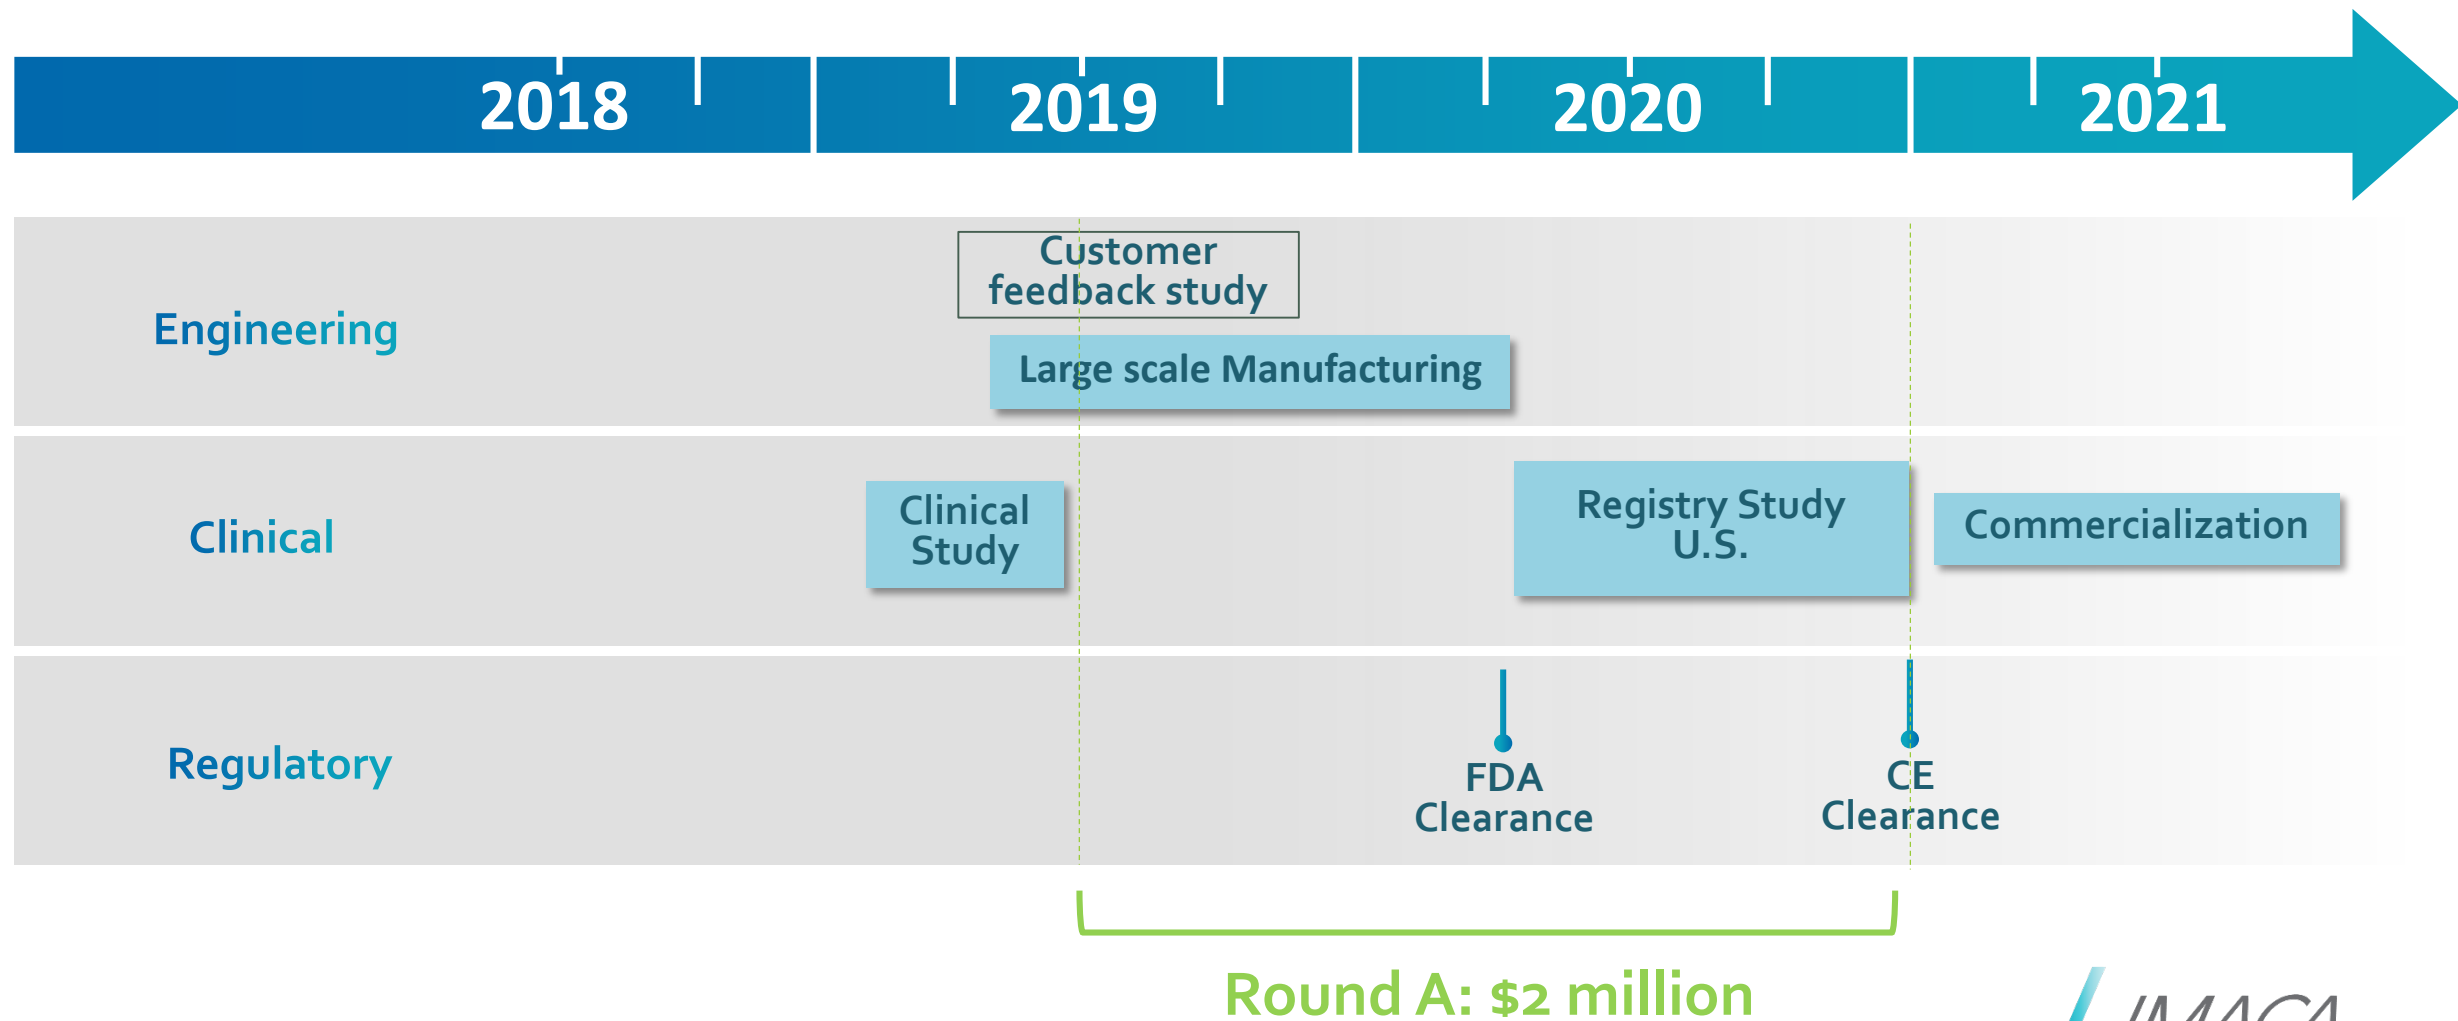 2018 2019 2020 2021
Customer
feedback study
Engineering
Large scale Manufacturing
Clinical
Study
Registry Study
U.S.
Commercialization
Clinical
FDA
Clearance
CE
Clearance
Regulatory
Round A: $2 million